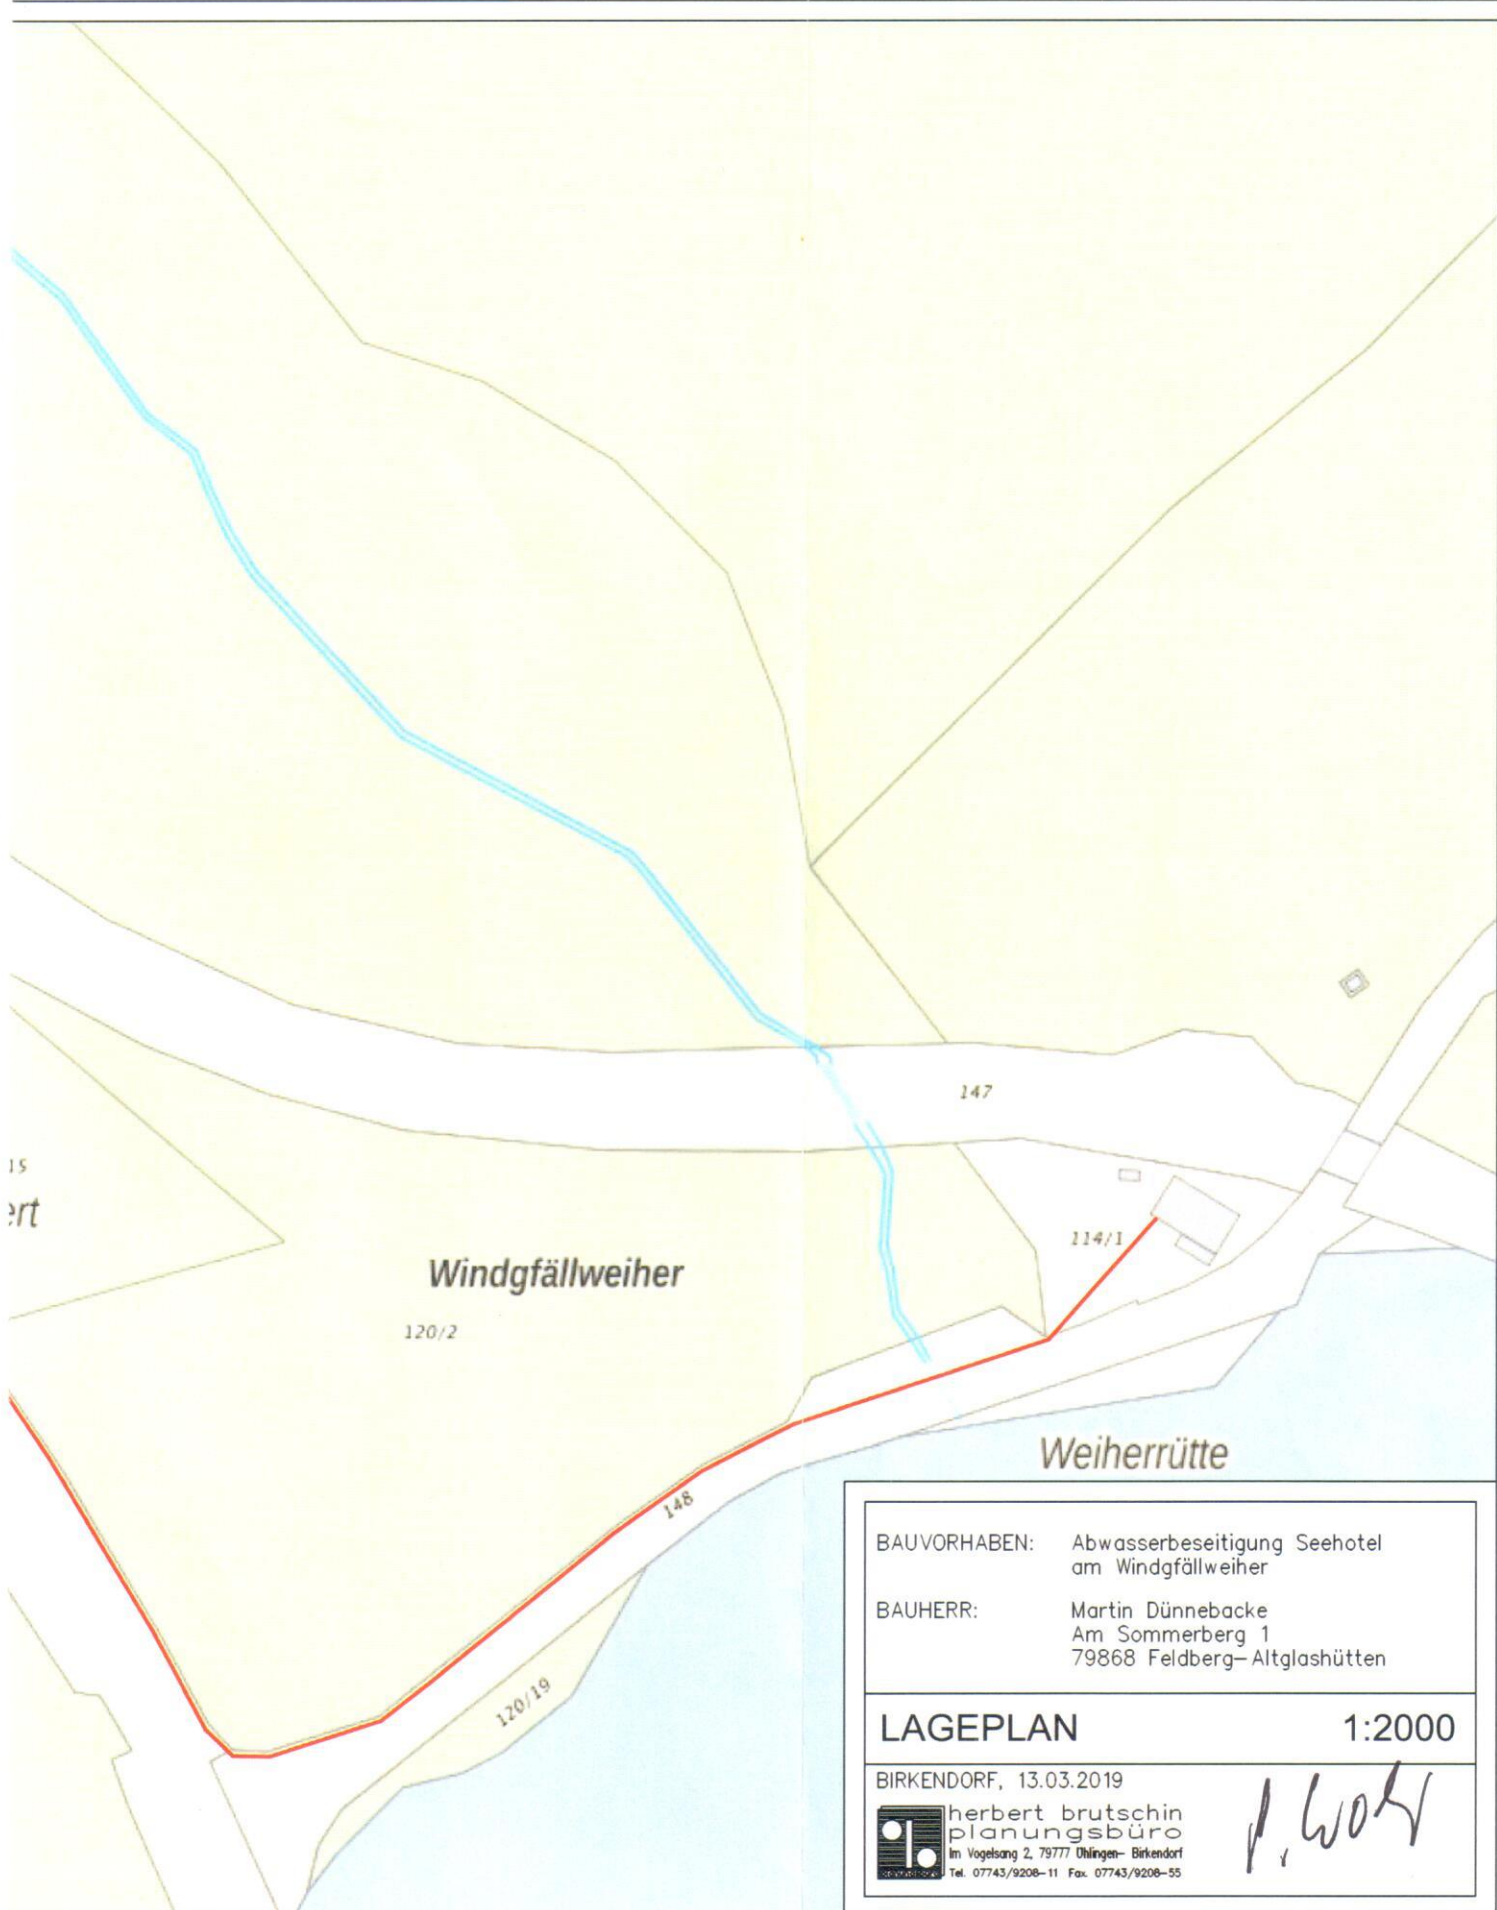 147
15
ert
114/1
Windgfällweiher
120/2
Weiherrütte
148
120/19
BAUVORHABEN: Abwasserbeseitigung Seehotel
am Windgfällweiher
BAUHERR: Martin Dünnebacke
Am Sommerberg 1
79868 Feldberg-Altglashütten
LAGEPLAN 1:2000
BIRKENDORF, 13.03.2019
herbert brutschin
planungsbüro
Im Vogelsang 2, 79777 Ühlingen- Birkendorf
Tel. 07743/9208-11 Fax. 07743/9208-55